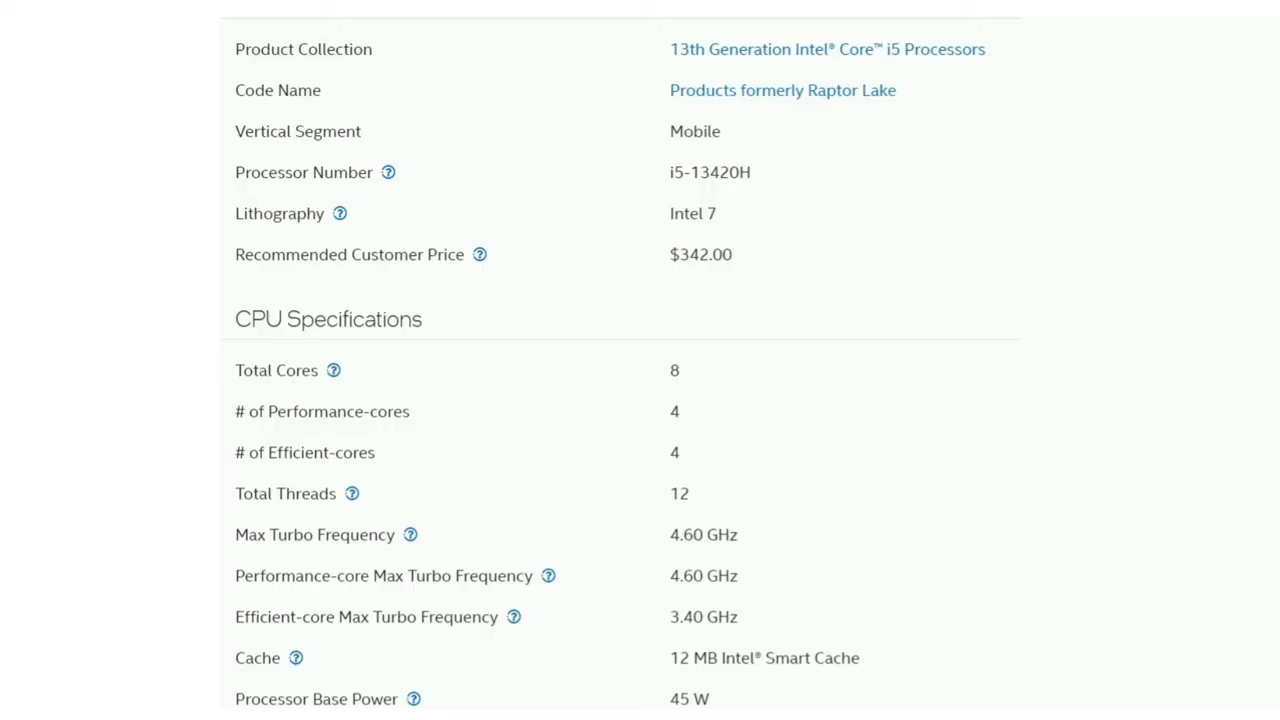 Product Collection 13th Generation Intel® Core™ i5 Processors
Code Name Products formerly Raptor Lake
Vertical Segment Mobile
Processor Number ? i5-13420H
Lithography ? Intel 7
Recommended Customer Price ? $342.00
CPU Specifications
Total Cores ? 8
# of Performance-cores 4
# of Efficient-cores 4
Total Threads ? 12
Max Turbo Frequency ? 4.60 GHz
Performance-core Max Turbo Frequency ? 4.60 GHz
Efficient-core Max Turbo Frequency ? 3.40 GHz
Cache ? 12 MB Intel® Smart Cache
Processor Base Power ? 45 W